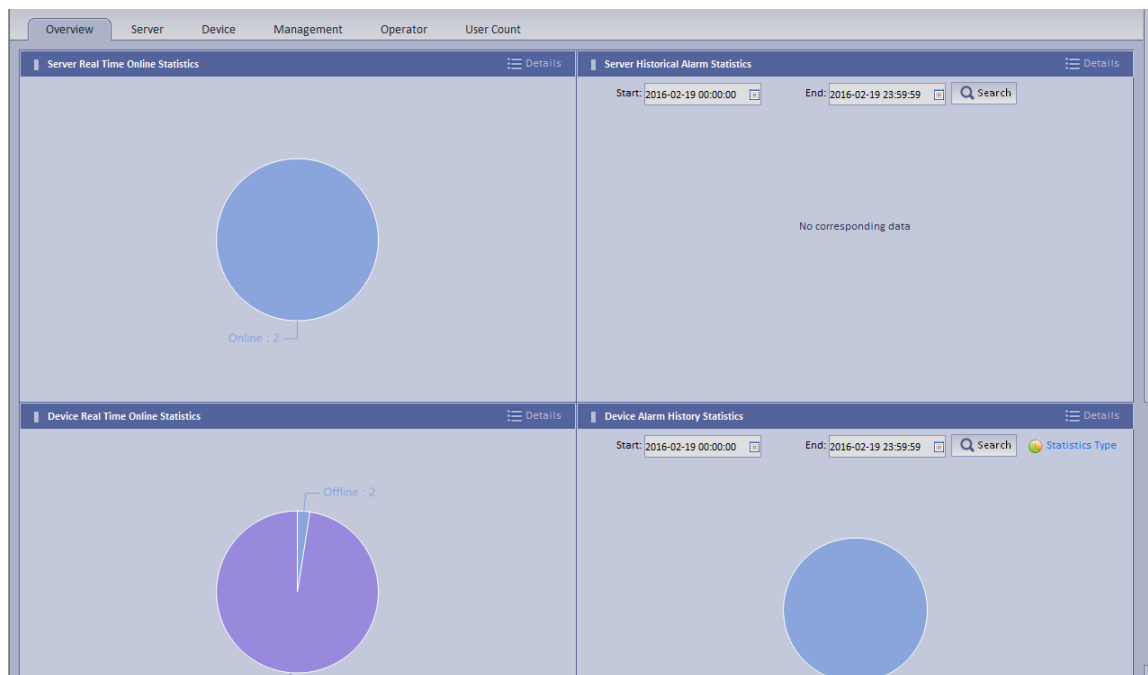 Overview Server Device Management Operator User Count
Server Real Time Online Statistics Details
Online : 2
Server Historical Alarm Statistics Details
Start: 2016-02-19 00:00:00 End: 2016-02-19 23:59:59 Search
No corresponding data
Device Real Time Online Statistics Details
Offline : 2
Device Alarm History Statistics Details
Start: 2016-02-19 00:00:00 End: 2016-02-19 23:59:59 Search Statistics Type